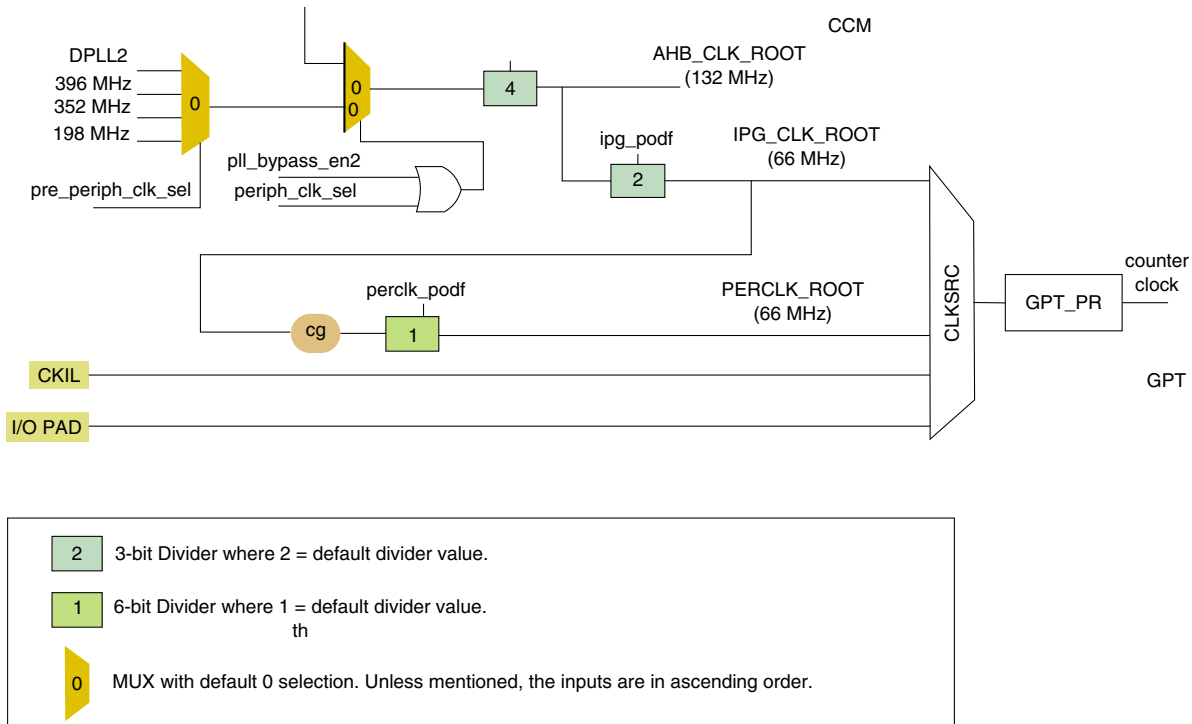 CCM
DPLL2
396 MHz
352 MHz
198 MHz
0
pre_periph_clk_sel
0
0
pll_bypass_en2
periph_clk_sel
4
AHB_CLK_ROOT
(132 MHz)
ipg_podf
2
IPG_CLK_ROOT
(66 MHz)
cg
perclk_podf
1
PERCLK_ROOT
(66 MHz)
CKIL
I/O PAD
CLKSRC
GPT_PR
counter
clock
GPT
2
3-bit Divider where 2 = default divider value.
1
6-bit Divider where 1 = default divider value.
th
0
MUX with default 0 selection. Unless mentioned, the inputs are in ascending order.